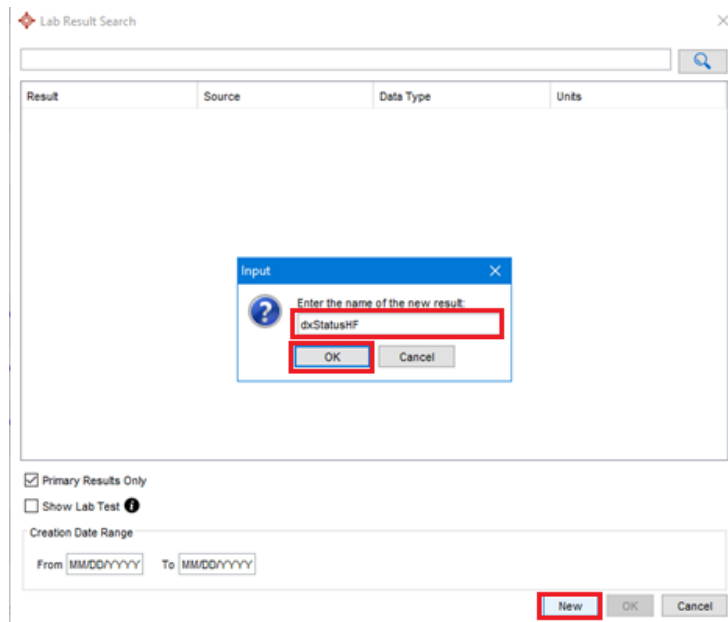 Lab Result Search
Result Source Data Type Units
Input
Enter the name of the new result:
dxStatusHF
OK Cancel
Primary Results Only
Show Lab Test
Creation Date Range
From MM/DD/YYYY To MM/DD/YYYY
New OK Cancel